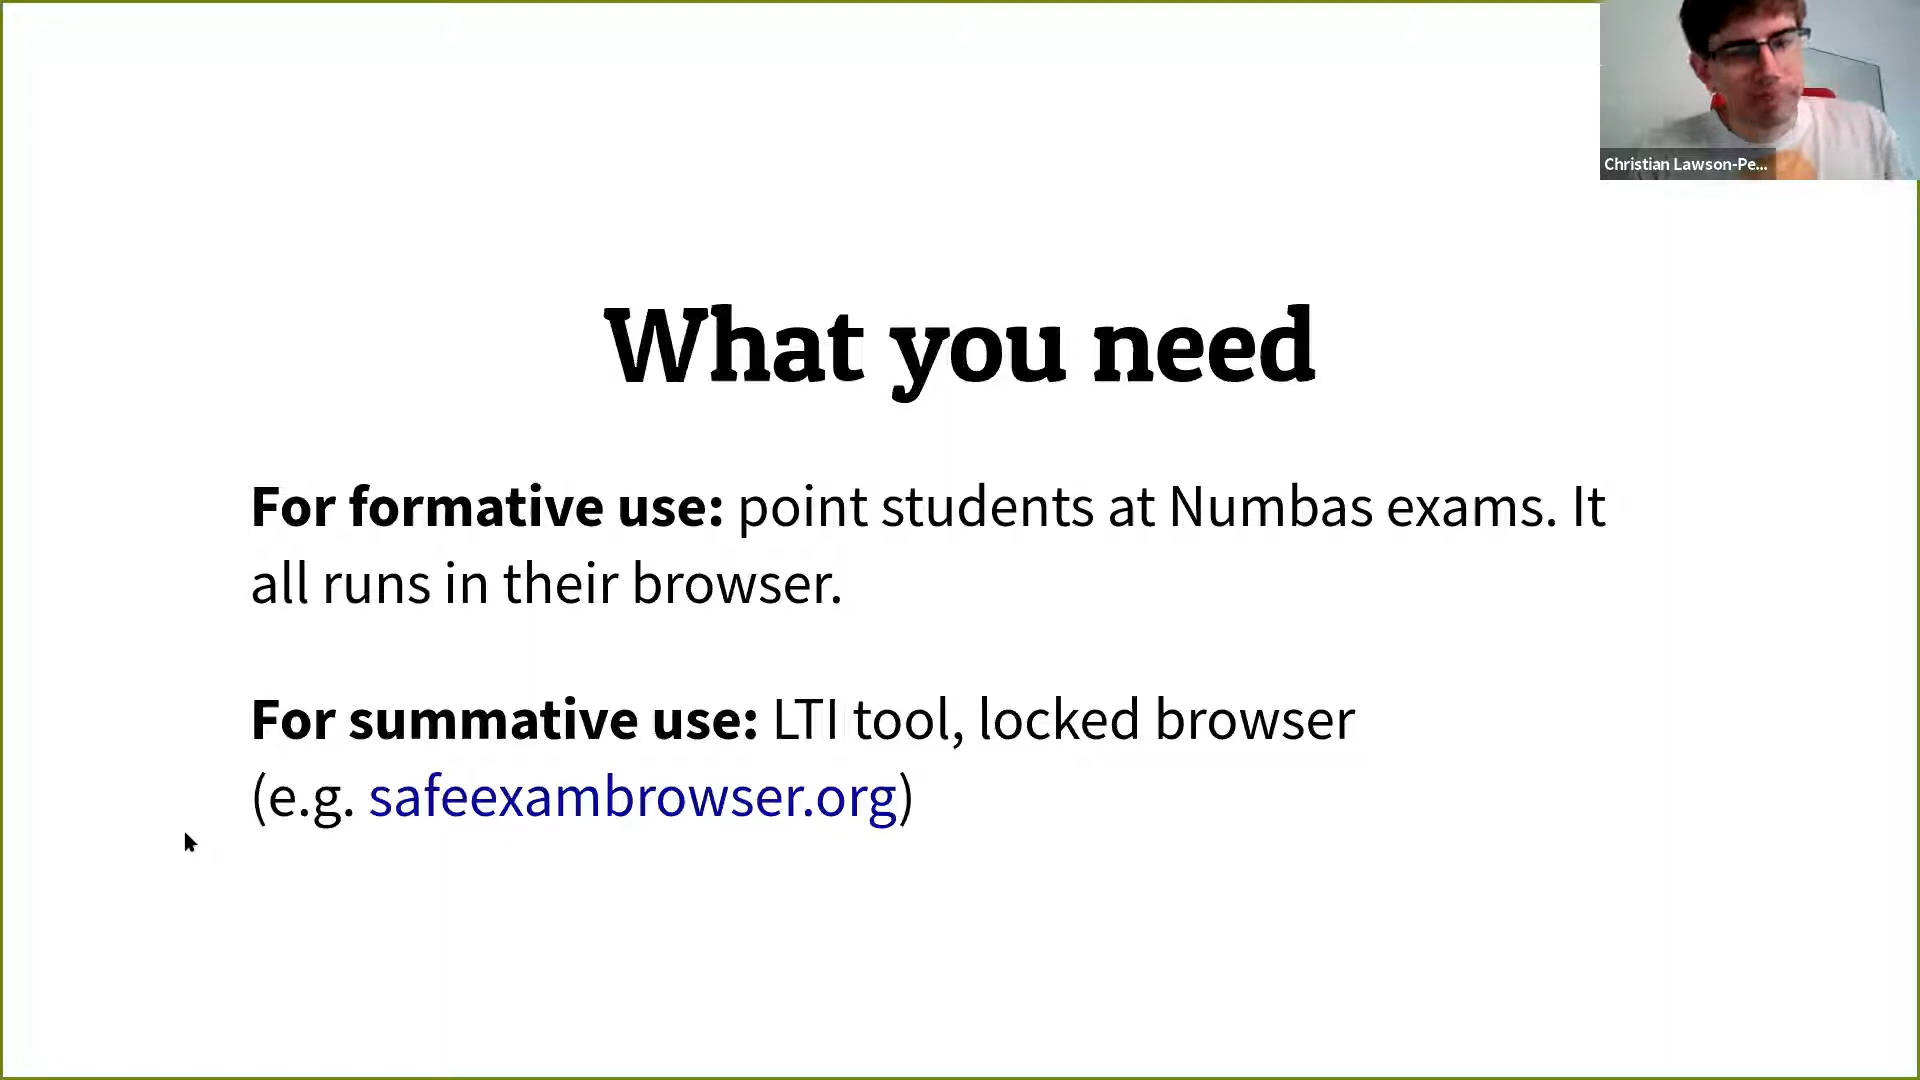 Christian Lawson-Pe...
What you need
For formative use: point students at Numbas exams. It
all runs in their browser.
For summative use: LTI tool, locked browser
(e.g. safeexambrowser.org)